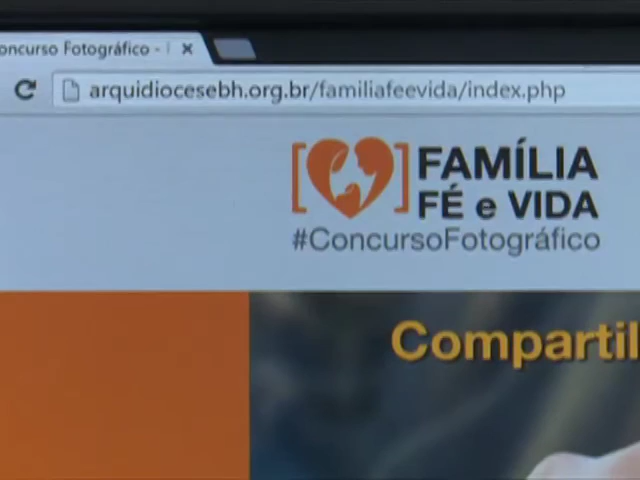 oncurso Fotográfico -
arquidiocesebh.org.br/familiafeevida/index.php
FAMÍLIA
FÉ e VIDA
#ConcursoFotográfico
Compartil